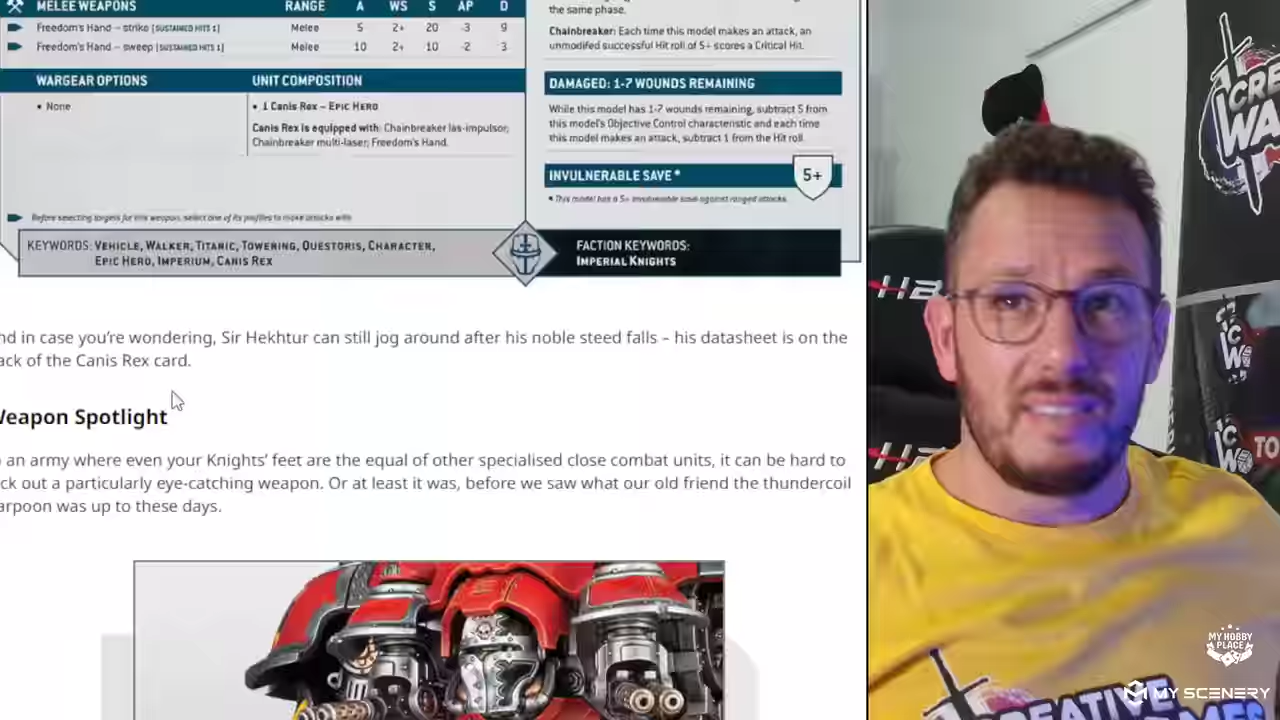 MELEE WEAPONS RANGE A WS S AP D
Freedom's Hand – strike [SUSTAINED HITS 1] Melee 5 2+ 20 -3 9
Freedom's Hand – sweep [SUSTAINED HITS 1] Melee 10 2+ 10 -2 3
WARGEAR OPTIONS
• None
UNIT COMPOSITION
• 1 Canis Rex – EPIC HERO
Canis Rex is equipped with: Chainbreaker las-impulsor;
Chainbreaker multi-laser; Freedom's Hand.
Before selecting targets for this weapon, select one of its profiles to make attacks with.
the same phase.
Chainbreaker: Each time this model makes an attack, an
unmodified successful Hit roll of 5+ scores a Critical Hit.
DAMAGED: 1-7 WOUNDS REMAINING
While this model has 1-7 wounds remaining, subtract 5 from
this model's Objective Control characteristic and each time
this model makes an attack, subtract 1 from the Hit roll.
INVULNERABLE SAVE* 5+
* This model has a 5+ invulnerable save against ranged attacks.
KEYWORDS: VEHICLE, WALKER, TITANIC, TOWERING, QUESTORIS, CHARACTER,
EPIC HERO, IMPERIUM, CANIS REX
FACTION KEYWORDS:
IMPERIAL KNIGHTS
nd in case you're wondering, Sir Hekhtur can still jog around after his noble steed falls – his datasheet is on the
ack of the Canis Rex card.
Weapon Spotlight
an army where even your Knights' feet are the equal of other specialised close combat units, it can be hard to
ck out a particularly eye-catching weapon. Or at least it was, before we saw what our old friend the thundercoil
arpoon was up to these days.
CRE
WA
TO
MY HOBBY
PLACE
MY SCENERY